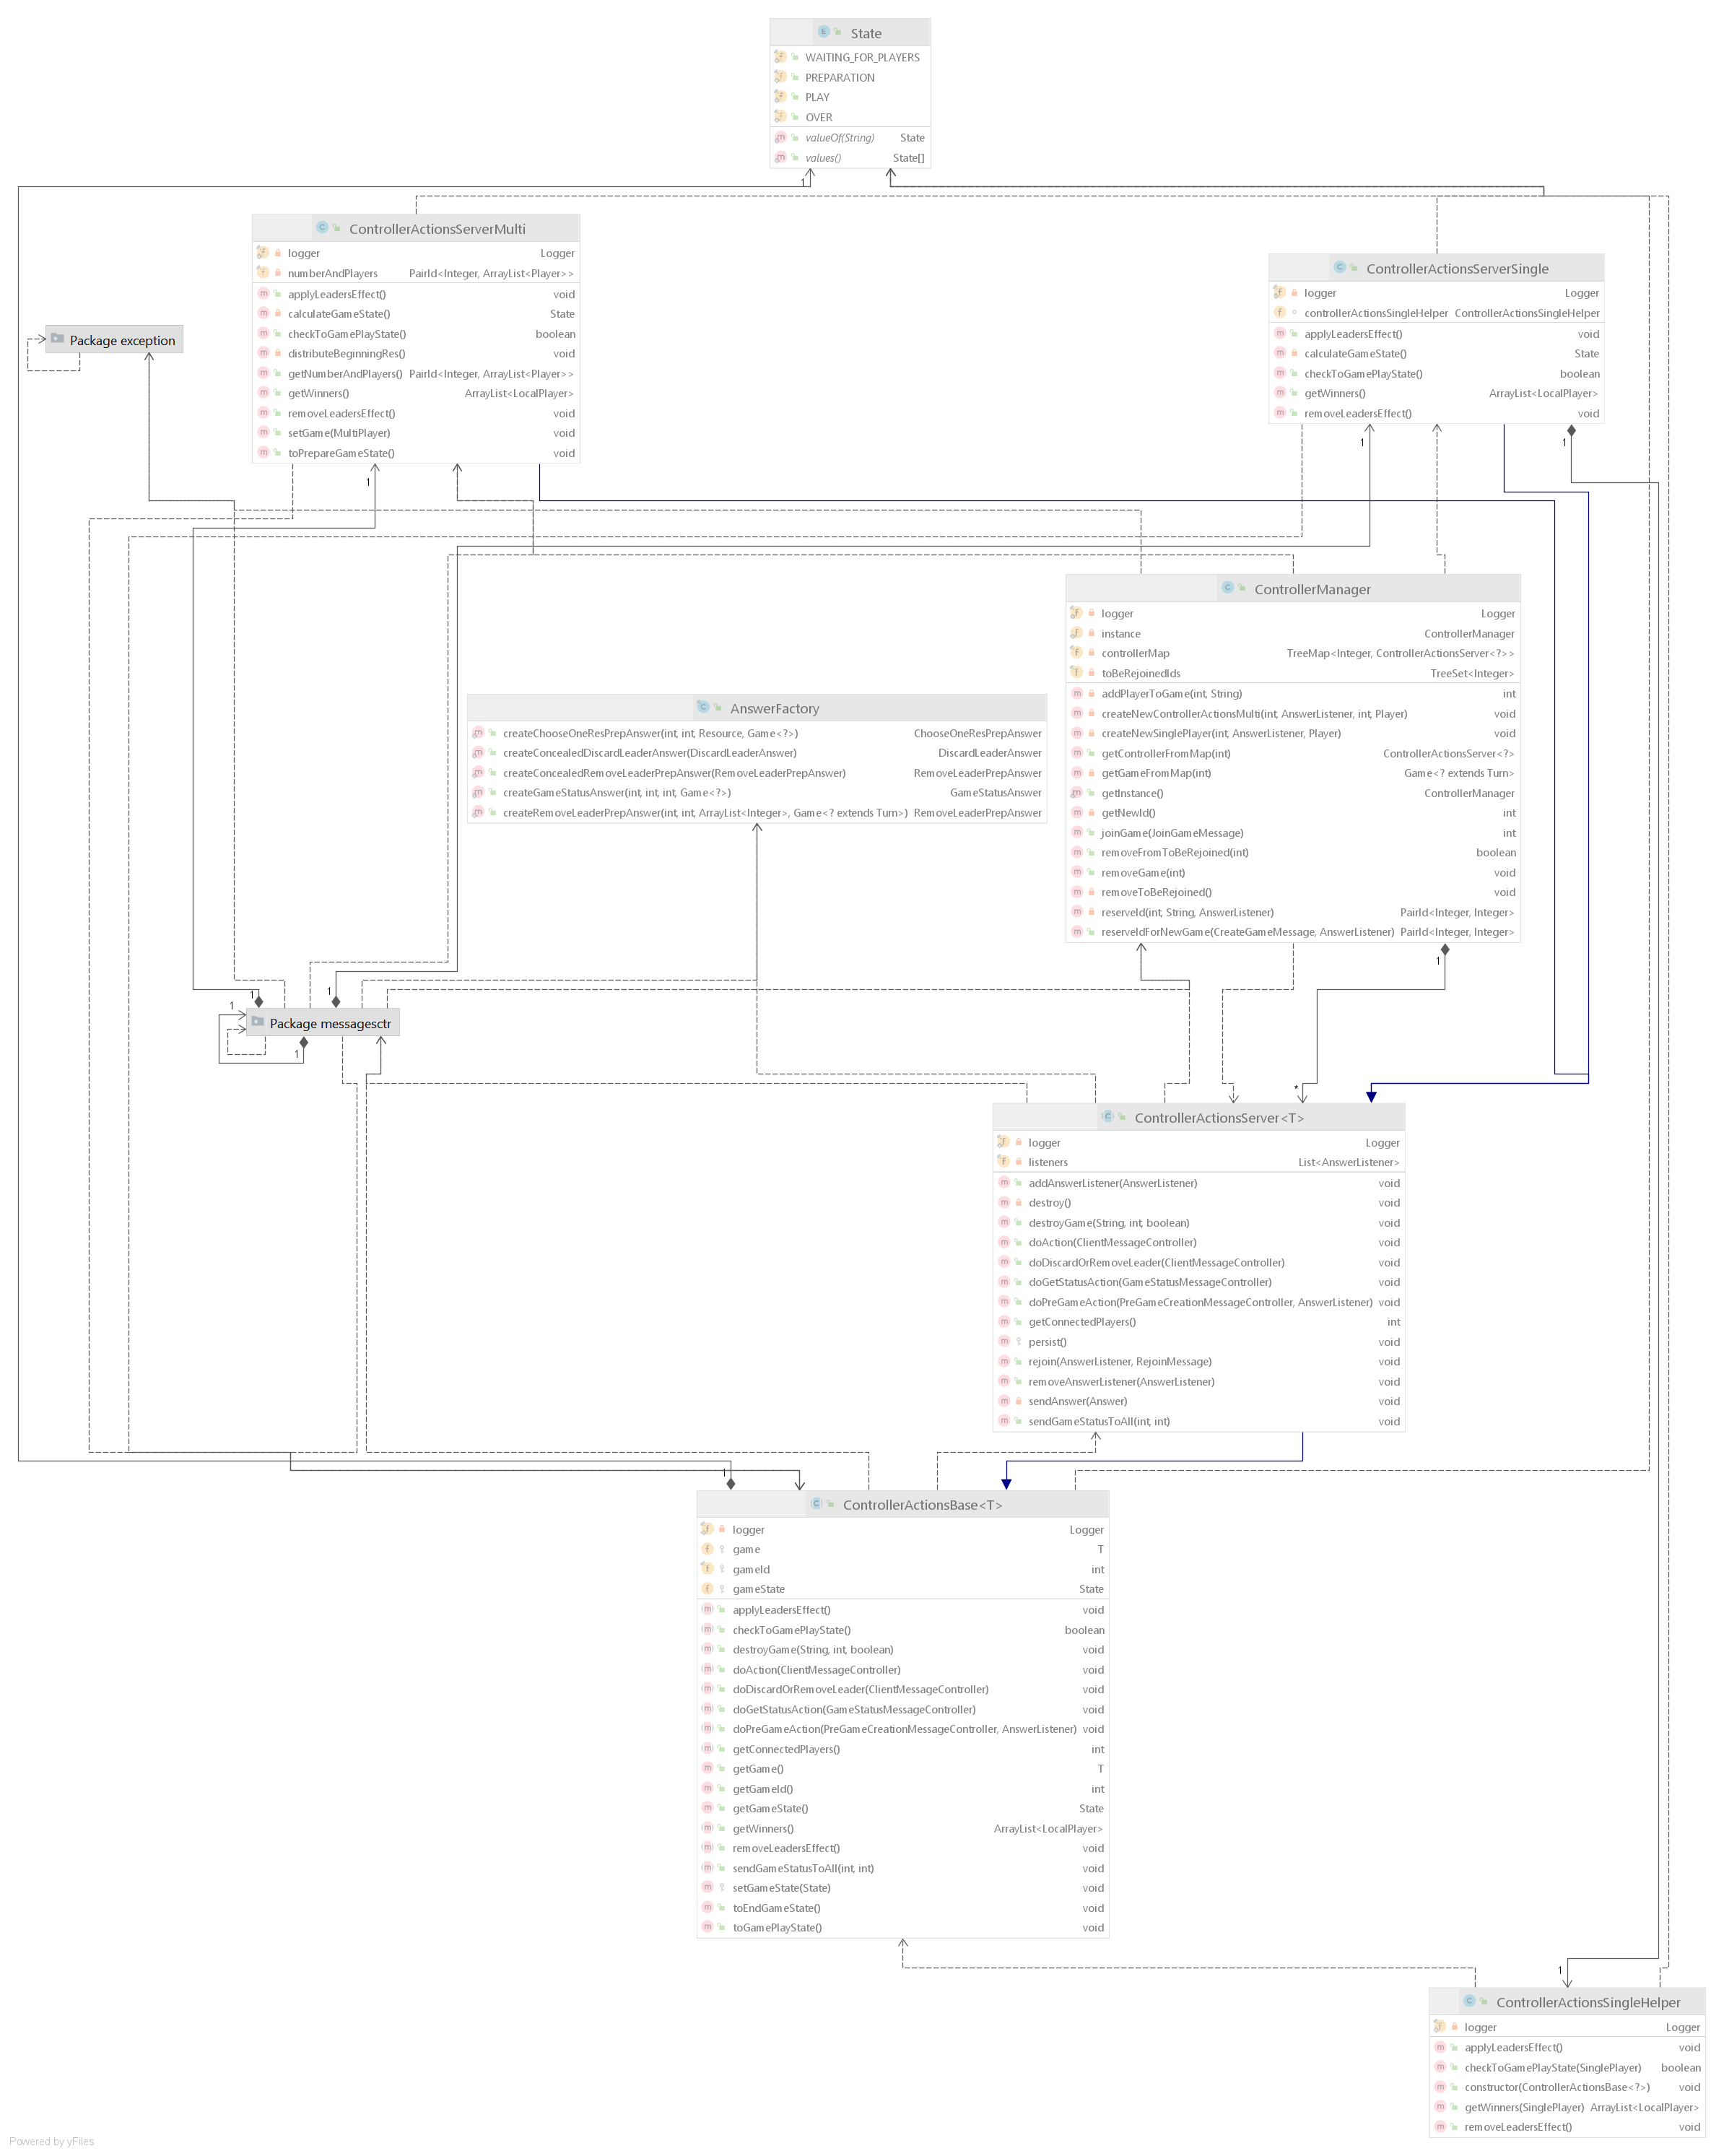 State
WAITING_FOR_PLAYERS
PREPARATION
PLAY
OVER
valueOf(String) State
values() State[]
1
ControllerActionsServerMulti
logger Logger
numberAndPlayers PairId<Integer, ArrayList<Player>>
applyLeadersEffect() void
calculateGameState() State
checkToGamePlayState() boolean
distributeBeginningRes() void
getNumberAndPlayers() PairId<Integer, ArrayList<Player>>
getWinners() ArrayList<LocalPlayer>
removeLeadersEffect() void
setGame(MultiPlayer) void
toPrepareGameState() void
1
ControllerActionsServerSingle
logger Logger
controllerActionsSingleHelper ControllerActionsSingleHelper
applyLeadersEffect() void
calculateGameState() State
checkToGamePlayState() boolean
getWinners() ArrayList<LocalPlayer>
removeLeadersEffect() void
1
1
Package exception
ControllerManager
logger Logger
instance ControllerManager
controllerMap TreeMap<Integer, ControllerActionsServer<?>>
toBeRejoinedIds TreeSet<Integer>
addPlayerToGame(int, String) int
createNewControllerActionsMulti(int, AnswerListener, int, Player) void
createNewSinglePlayer(int, AnswerListener, Player) void
getControllerFromMap(int) ControllerActionsServer<?>
getGameFromMap(int) Game<? extends Turn>
getInstance() ControllerManager
getNewId() int
joinGame(JoinGameMessage) int
removeFromToBeRejoined(int) boolean
removeGame(int) void
removeToBeRejoined() void
reserveId(int, String, AnswerListener) PairId<Integer, Integer>
reserveIdForNewGame(CreateGameMessage, AnswerListener) PairId<Integer, Integer>
1
AnswerFactory
createChooseOneResPrepAnswer(int, int, Resource, Game<?>) ChooseOneResPrepAnswer
createConcealedDiscardLeaderAnswer(DiscardLeaderAnswer) DiscardLeaderAnswer
createConcealedRemoveLeaderPrepAnswer(RemoveLeaderPrepAnswer) RemoveLeaderPrepAnswer
createGameStatusAnswer(int, int, int, Game<?>) GameStatusAnswer
createRemoveLeaderPrepAnswer(int, int, ArrayList<Integer>, Game<? extends Turn>) RemoveLeaderPrepAnswer
1
1
1
Package messagesctr
1
*
ControllerActionsServer<T>
logger Logger
listeners List<AnswerListener>
addAnswerListener(AnswerListener) void
destroy() void
destroyGame(String, int, boolean) void
doAction(ClientMessageController) void
doDiscardOrRemoveLeader(ClientMessageController) void
doGetStatusAction(GameStatusMessageController) void
doPreGameAction(PreGameCreationMessageController, AnswerListener) void
getConnectedPlayers() int
persist() void
rejoin(AnswerListener, RejoinMessage) void
removeAnswerListener(AnswerListener) void
sendAnswer(Answer) void
sendGameStatusToAll(int, int) void
1
ControllerActionsBase<T>
logger Logger
game T
gameId int
gameState State
applyLeadersEffect() void
checkToGamePlayState() boolean
destroyGame(String, int, boolean) void
doAction(ClientMessageController) void
doDiscardOrRemoveLeader(ClientMessageController) void
doGetStatusAction(GameStatusMessageController) void
doPreGameAction(PreGameCreationMessageController, AnswerListener) void
getConnectedPlayers() int
getGame() T
getGameId() int
getGameState() State
getWinners() ArrayList<LocalPlayer>
removeLeadersEffect() void
sendGameStatusToAll(int, int) void
setGameState(State) void
toEndGameState() void
toGamePlayState() void
1
ControllerActionsSingleHelper
logger Logger
applyLeadersEffect() void
checkToGamePlayState(SinglePlayer) boolean
constructor(ControllerActionsBase<?>) void
getWinners(SinglePlayer) ArrayList<LocalPlayer>
removeLeadersEffect() void
Powered by yFiles